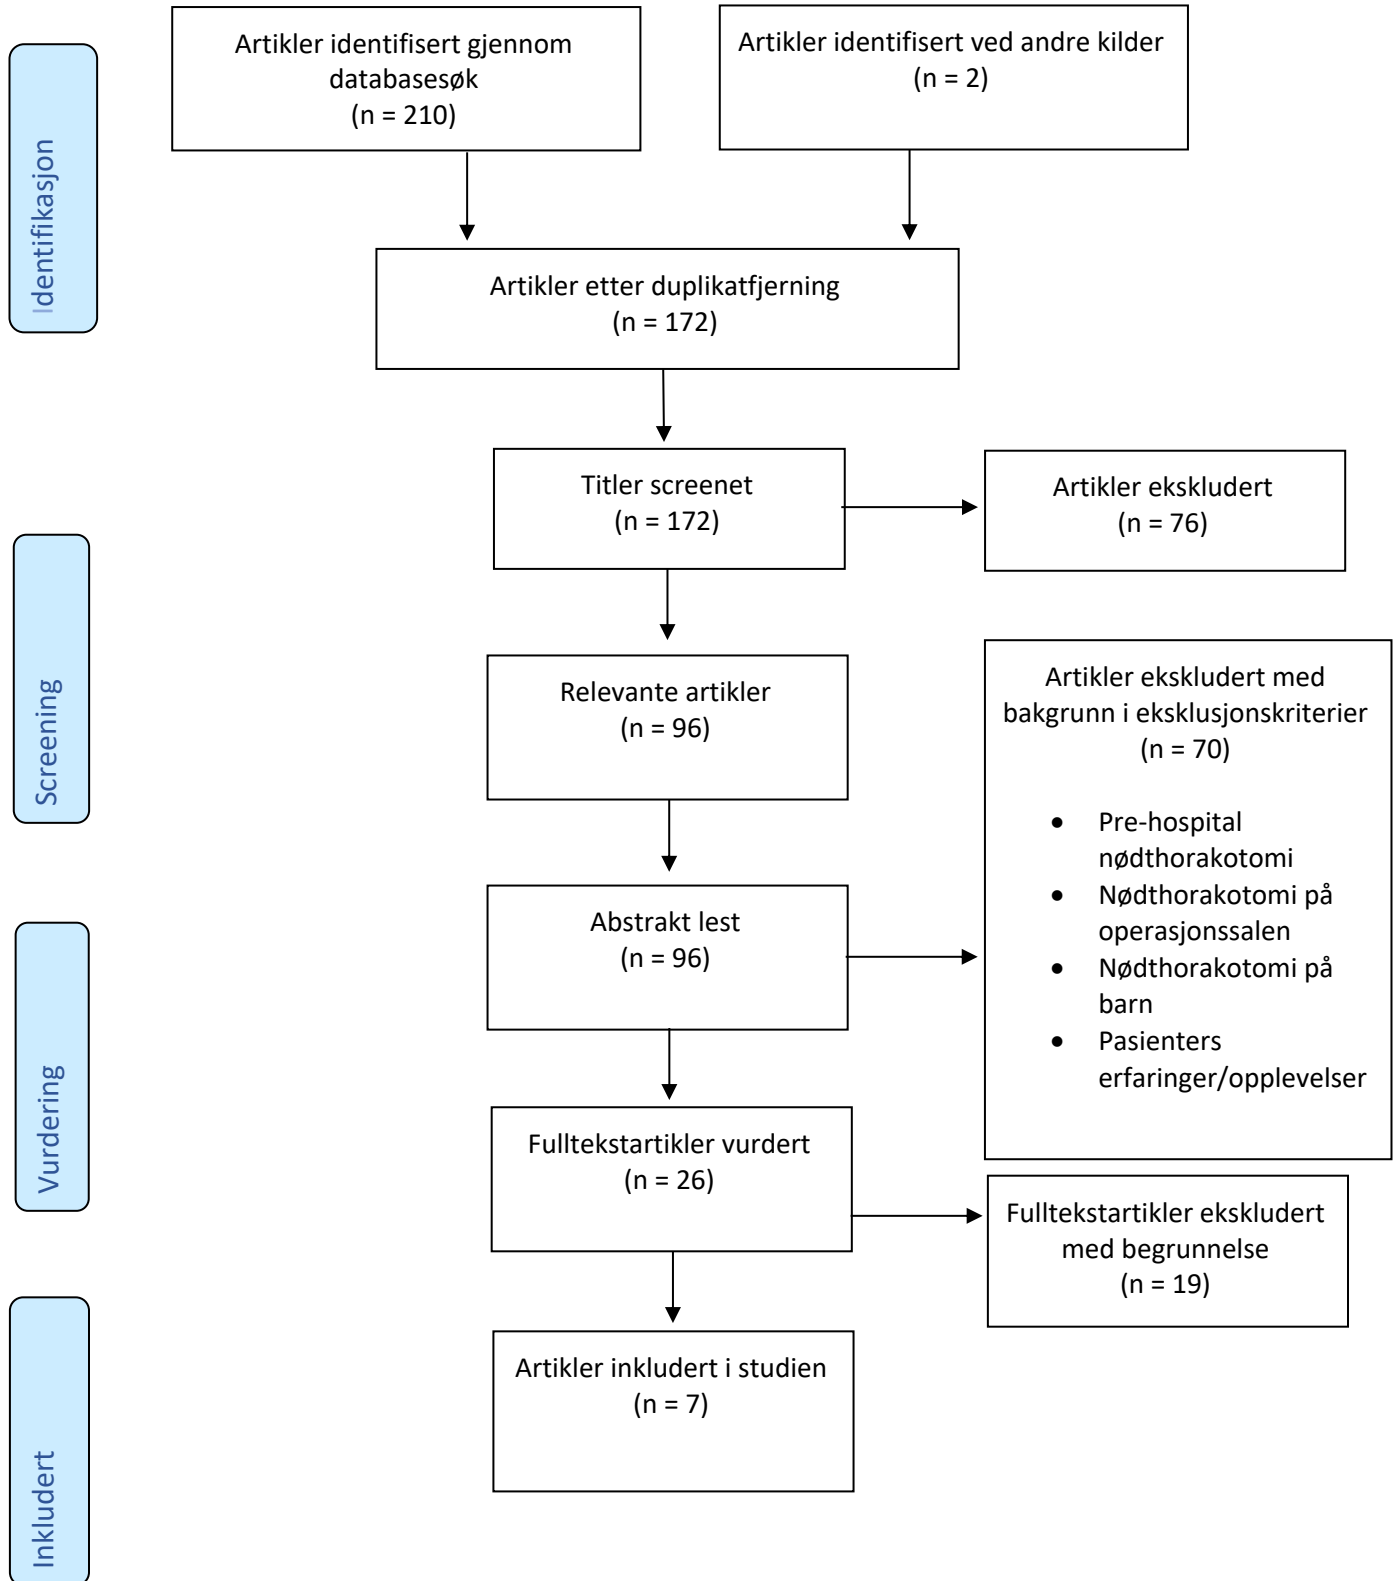 Identifikasjon
Artikler identifisert gjennom
databasesøk
(n = 210)
Artikler identifisert ved andre kilder
(n = 2)
Artikler etter duplikatfjerning
(n = 172)
Screening
Titler screenet
(n = 172)
Artikler ekskludert
(n = 76)
Relevante artikler
(n = 96)
Artikler ekskludert med
bakgrunn i eksklusjonskriterier
(n = 70)
• Pre-hospital
nødthorakotomi
• Nødthorakotomi på
operasjonssalen
• Nødthorakotomi på
barn
• Pasienters
erfaringer/opplevelser
Vurdering
Abstrakt lest
(n = 96)
Fulltekstartikler vurdert
(n = 26)
Fulltekstartikler ekskludert
med begrunnelse
(n = 19)
Inkludert
Artikler inkludert i studien
(n = 7)